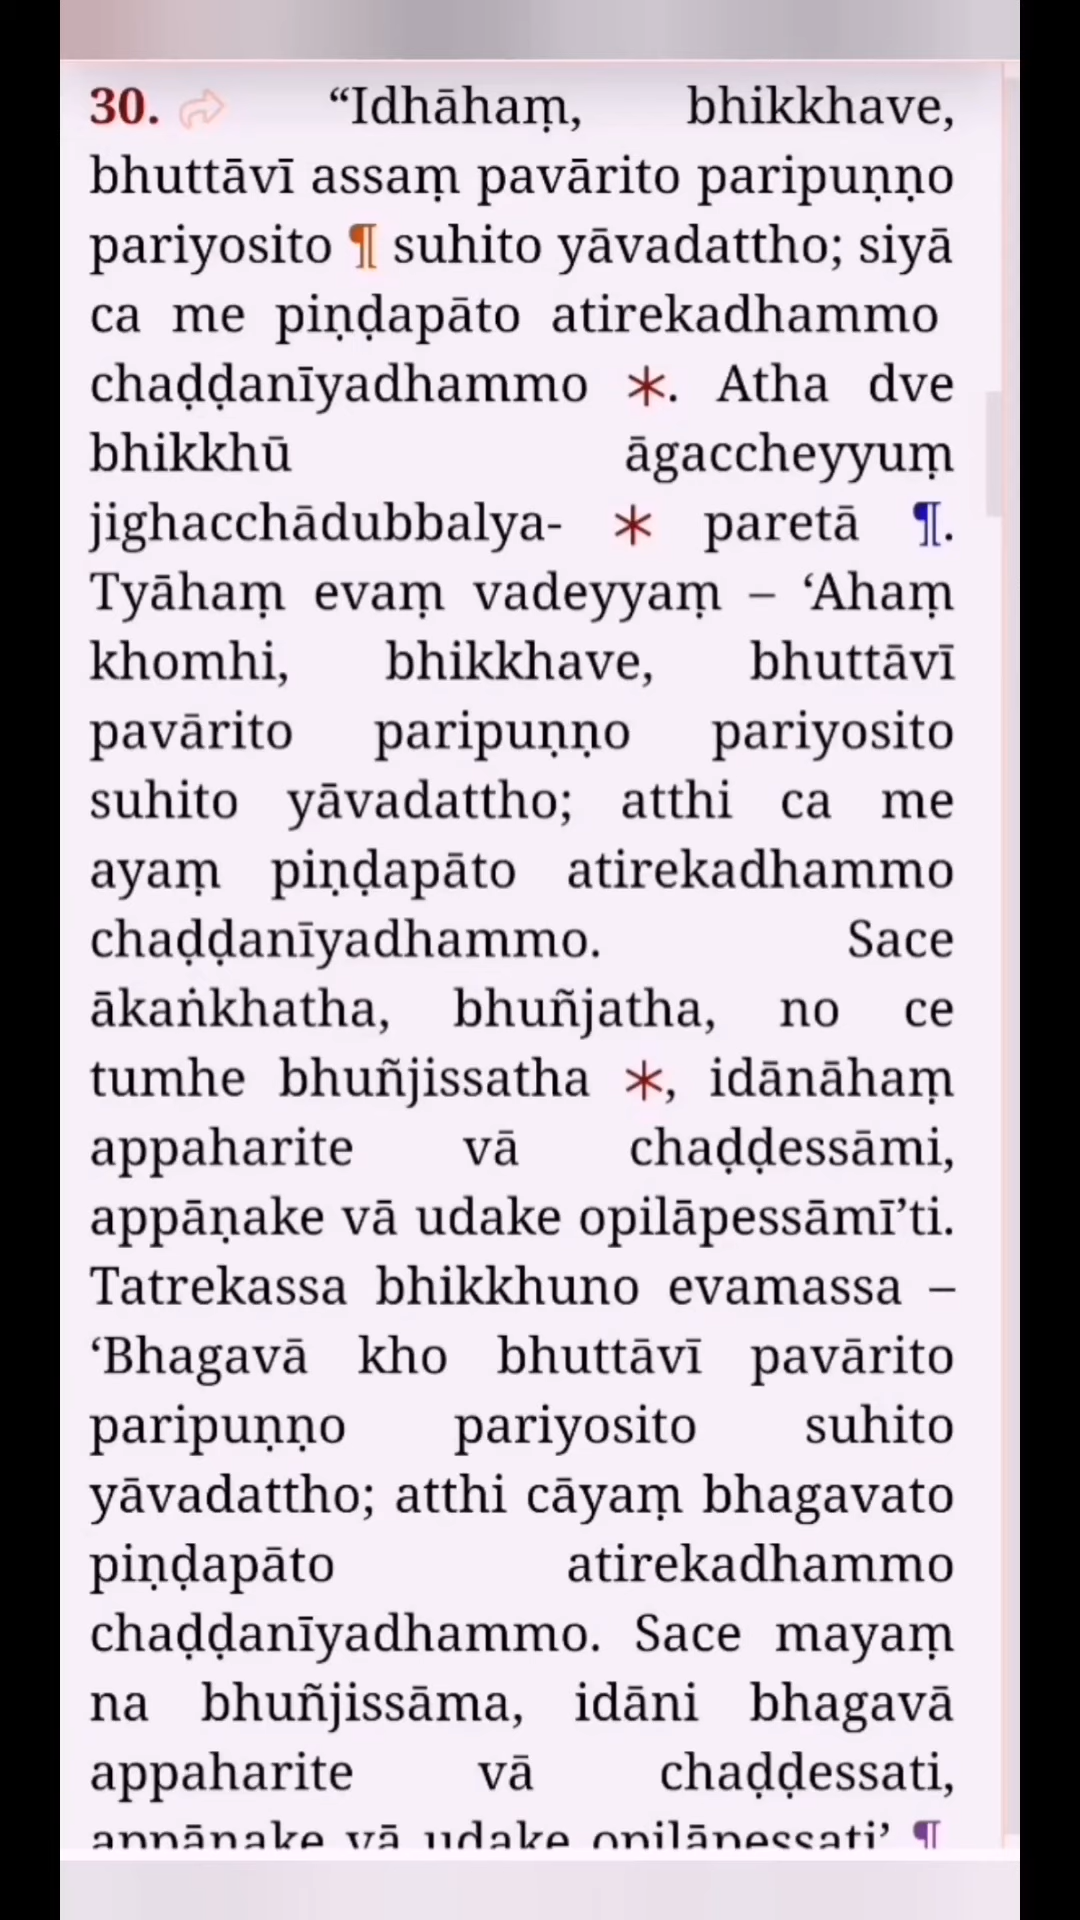 30. “Idhāhaṃ, bhikkhave,
bhuttāvī assaṃ pavārito paripuṇṇo
pariyosito ¶ suhito yāvadattho; siyā
ca me piṇḍapāto atirekadhammo
chaḍḍanīyadhammo *. Atha dve
bhikkhū āgaccheyyuṃ
jighacchādubbalya- * paretā ¶.
Tyāhaṃ evaṃ vadeyyaṃ – ‘Ahaṃ
khomhi, bhikkhave, bhuttāvī
pavārito paripuṇṇo pariyosito
suhito yāvadattho; atthi ca me
ayaṃ piṇḍapāto atirekadhammo
chaḍḍanīyadhammo. Sace
ākaṅkhatha, bhuñjatha, no ce
tumhe bhuñjissatha *, idānāhaṃ
appaharite vā chaḍḍessāmi,
appāṇake vā udake opilāpessāmī’ti.
Tatrekassa bhikkhuno evamassa –
‘Bhagavā kho bhuttāvī pavārito
paripuṇṇo pariyosito suhito
yāvadattho; atthi cāyaṃ bhagavato
piṇḍapāto atirekadhammo
chaḍḍanīyadhammo. Sace mayaṃ
na bhuñjissāma, idāni bhagavā
appaharite vā chaḍḍessati,
appāṇake vā udake opilāpessati’ ¶